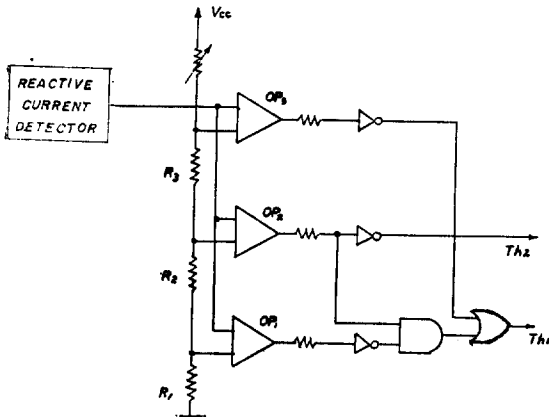 Vcc
REACTIVE
CURRENT
DETECTOR
OP3
R3
OP2
Th2
R2
OP1
Th1
R1